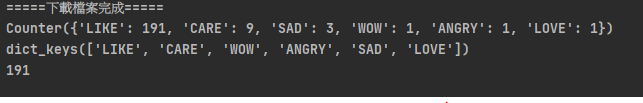 =====下載檔案完成=====
Counter({'LIKE': 191, 'CARE': 9, 'SAD': 3, 'WOW': 1, 'ANGRY': 1, 'LOVE': 1})
dict_keys(['LIKE', 'CARE', 'WOW', 'ANGRY', 'SAD', 'LOVE'])
191